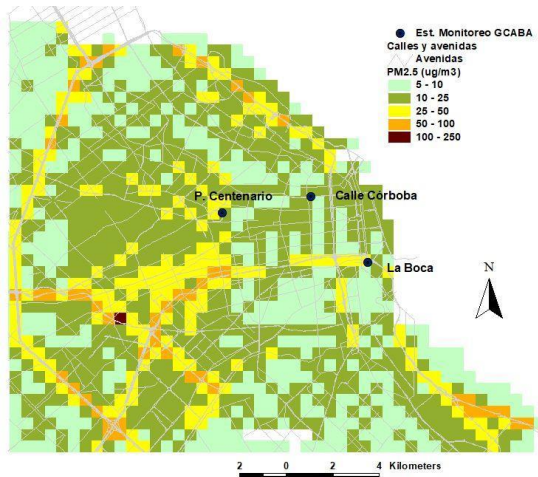 Est. Monitoreo GCABA
Calles y avenidas
Avenidas
PM2.5 (ug/m3)
5 - 10
10 - 25
25 - 50
50 - 100
100 - 250
P. Centenario
Calle Córboba
La Boca
N
2 0 2 4 Kilometers